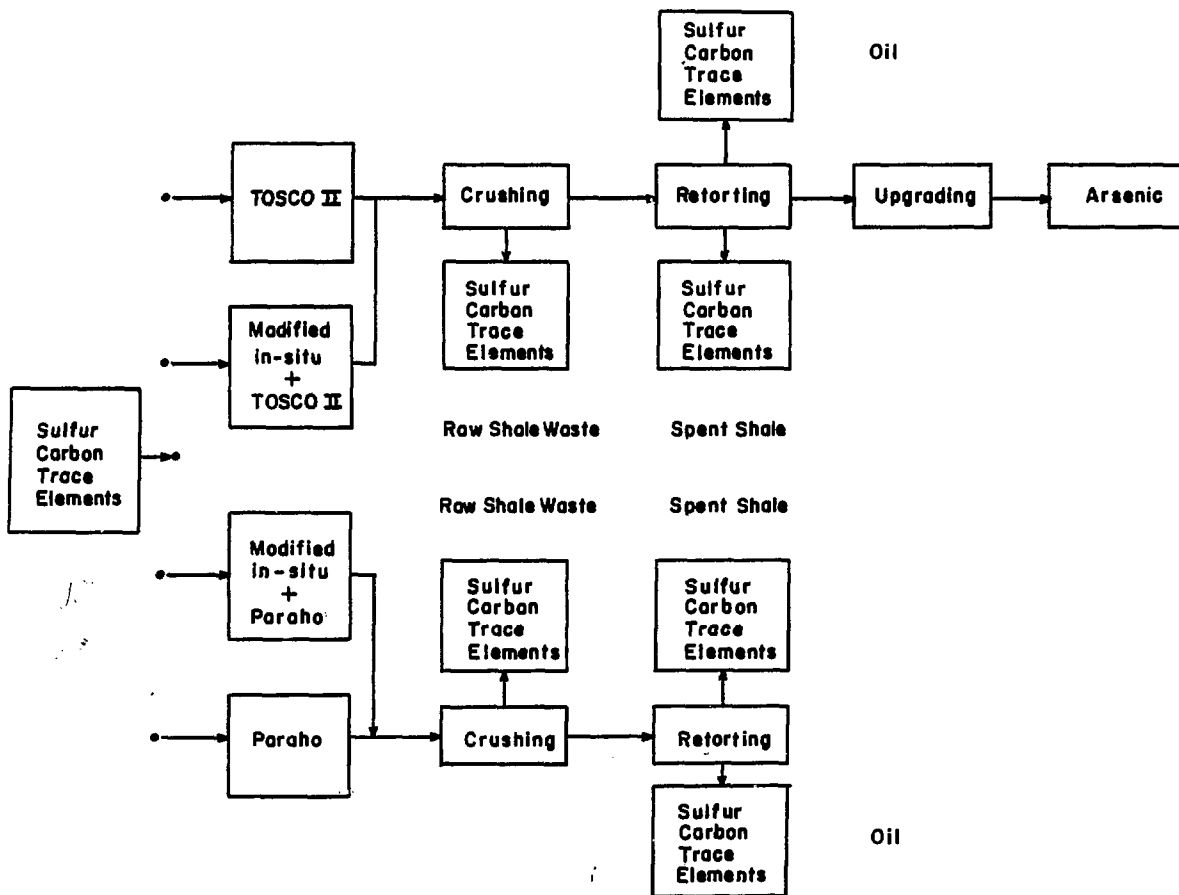 Sulfur
Carbon
Trace
Elements
Oil
TOSCO II
Crushing
Retorting
Upgrading
Arsenic
Sulfur
Carbon
Trace
Elements
Sulfur
Carbon
Trace
Elements
Modified
in-situ
+
TOSCO II
Sulfur
Carbon
Trace
Elements
Raw Shale Waste
Spent Shale
Raw Shale Waste
Spent Shale
Modified
in-situ
+
Paraho
Sulfur
Carbon
Trace
Elements
Sulfur
Carbon
Trace
Elements
Paraho
Crushing
Retorting
Sulfur
Carbon
Trace
Elements
Oil